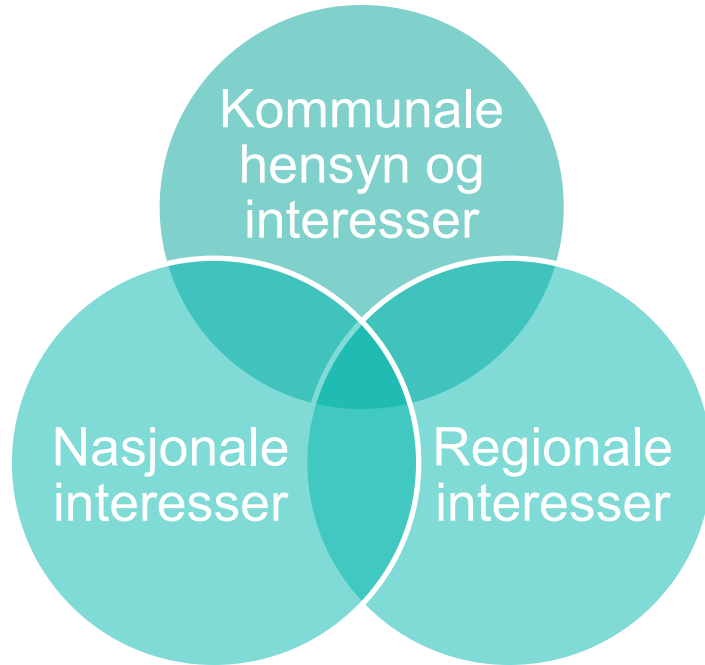 Kommunale
hensyn og
interesser
Nasjonale
interesser
Regionale
interesser